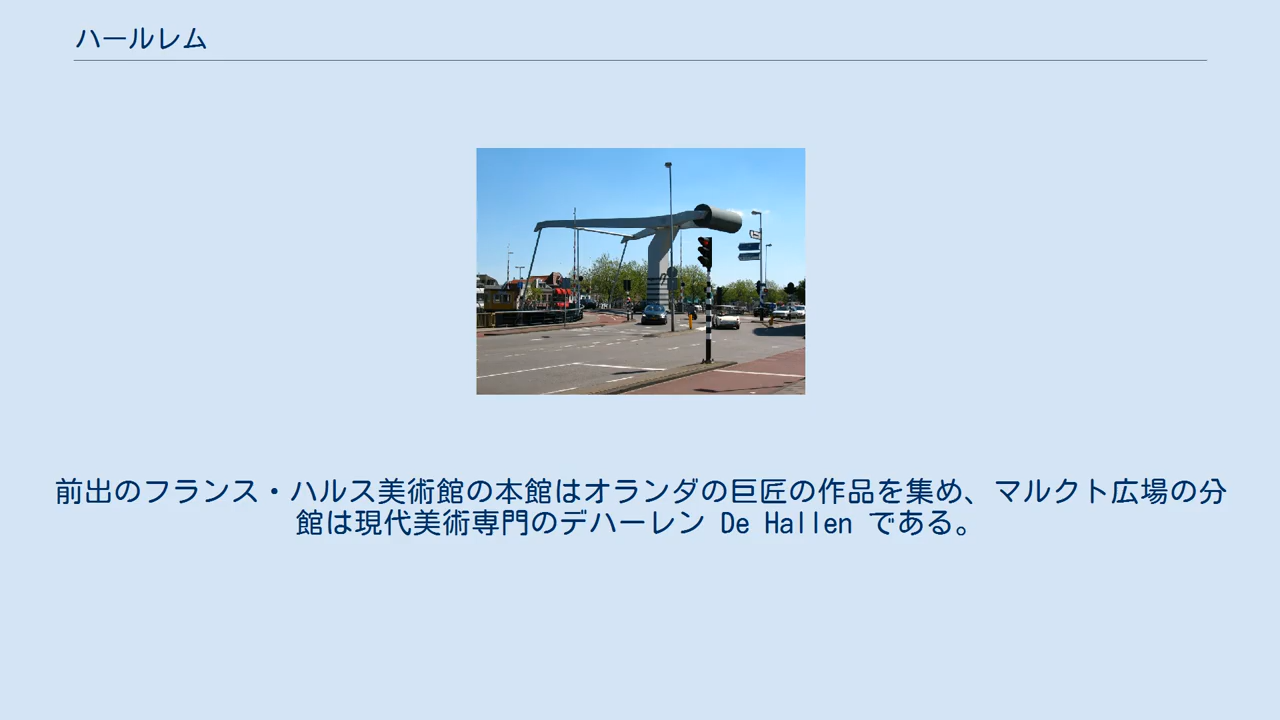 ハールレム
前出のフランス・ハルス美術館の本館はオランダの巨匠の作品を集め、マルクト広場の分
館は現代美術専門のデハーレン De Hallen である。